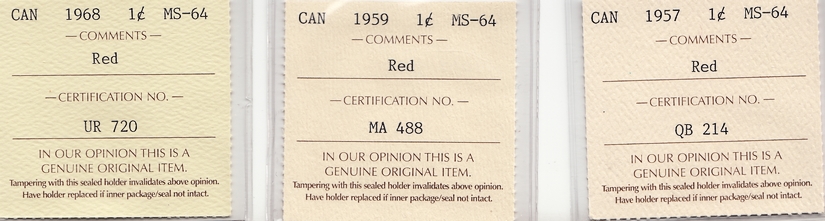 CAN 1968 1¢ MS-64
— COMMENTS —
Red
— CERTIFICATION NO. —
UR 720
IN OUR OPINION THIS IS A
GENUINE ORIGINAL ITEM.
Tampering with this sealed holder invalidates above opinion.
Have holder replaced if inner package/seal not intact.
CAN 1959 1¢ MS-64
— COMMENTS —
Red
— CERTIFICATION NO. —
MA 488
IN OUR OPINION THIS IS A
GENUINE ORIGINAL ITEM.
Tampering with this sealed holder invalidates above opinion.
Have holder replaced if inner package/seal not intact.
CAN 1957 1¢ MS-64
— COMMENTS —
Red
— CERTIFICATION NO. —
QB 214
IN OUR OPINION THIS IS A
GENUINE ORIGINAL ITEM.
Tampering with this sealed holder invalidates above opinion.
Have holder replaced if inner package/seal not intact.